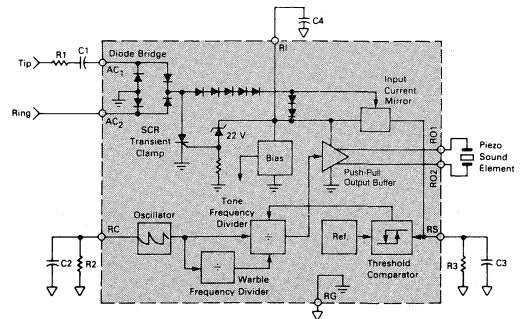 C4
RI
R1
C1
Diode Bridge
Tip
AC1
Input
Current
Mirror
Ring
AC2
SCR
Transient
Clamp
22 V
Bias
RO1
RO2
Piezo
Sound
Element
Push-Pull
Output Buffer
Tone
Frequency
Divider
Oscillator
RC
÷
Ref.
RS
C2
R2
÷
Warble
Frequency Divider
Threshold
Comparator
R3
C3
RG